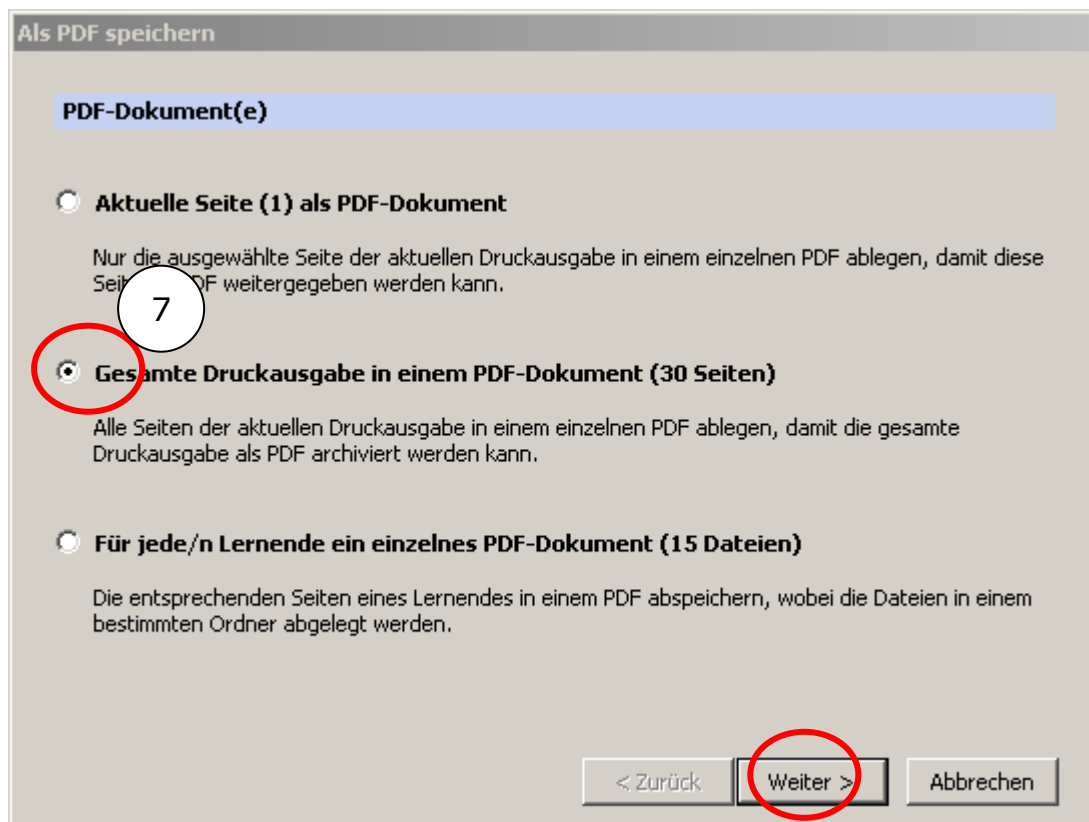 Als PDF speichern
PDF-Dokument(e)
Aktuelle Seite (1) als PDF-Dokument
Nur die ausgewählte Seite der aktuellen Druckausgabe in einem einzelnen PDF ablegen, damit diese
weitergegeben werden kann.
7
Gesamte Druckausgabe in einem PDF-Dokument (30 Seiten)
Alle Seiten der aktuellen Druckausgabe in einem einzelnen PDF ablegen, damit die gesamte
Druckausgabe als PDF archiviert werden kann.
Für jede/n Lernende ein einzelnes PDF-Dokument (15 Dateien)
Die entsprechenden Seiten eines Lernendes in einem PDF abspeichern, wobei die Dateien in einem
bestimmten Ordner abgelegt werden.
< Zurück Weiter > Abbrechen